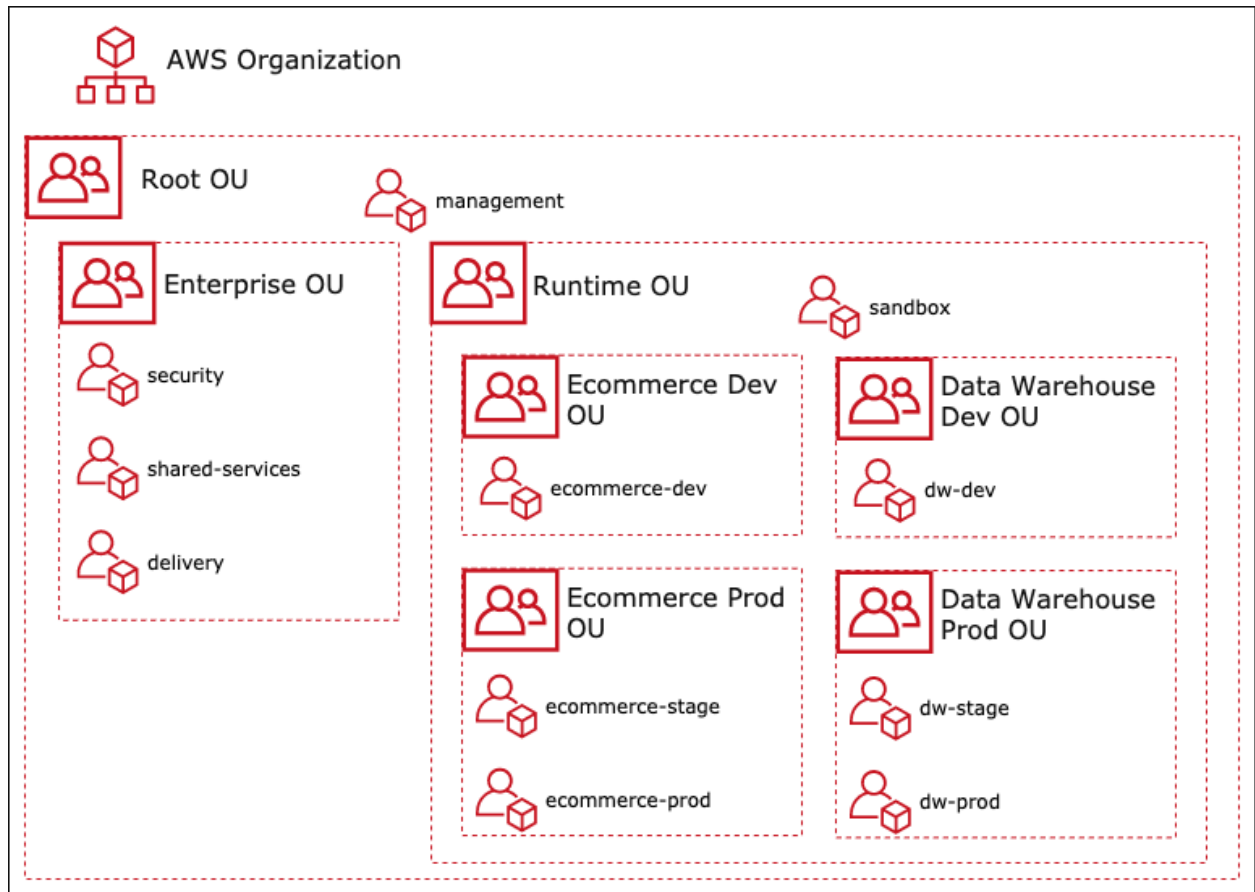 AWS Organization
Root OU
management
Enterprise OU
security
shared-services
delivery
Runtime OU
sandbox
Ecommerce Dev
OU
ecommerce-dev
Data Warehouse
Dev OU
dw-dev
Ecommerce Prod
OU
ecommerce-stage
ecommerce-prod
Data Warehouse
Prod OU
dw-stage
dw-prod